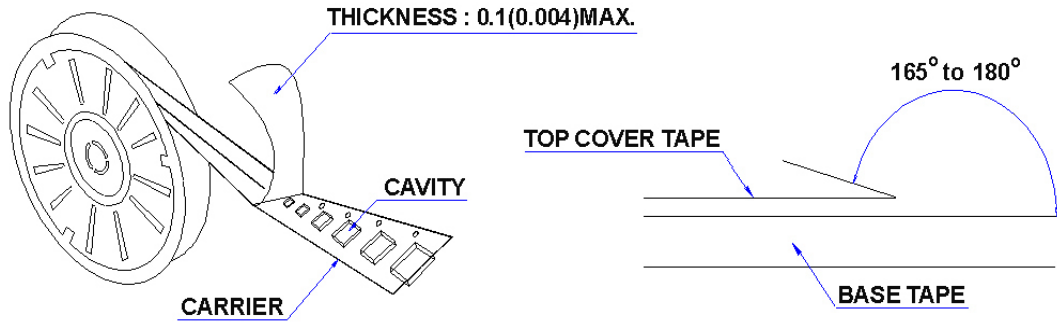 THICKNESS : 0.1(0.004)MAX.
CAVITY
CARRIER
165° to 180°
TOP COVER TAPE
BASE TAPE